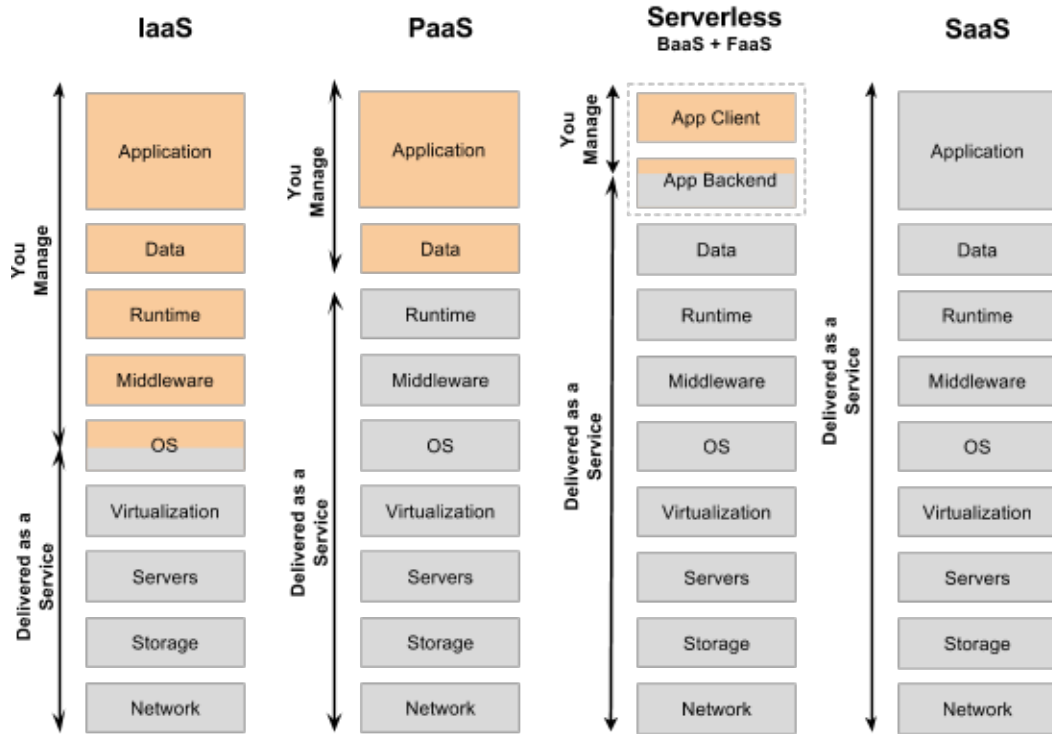 IaaS
You
Manage
Delivered as a
Service
Application
Data
Runtime
Middleware
OS
Virtualization
Servers
Storage
Network
PaaS
You
Manage
Delivered as a
Service
Application
Data
Runtime
Middleware
OS
Virtualization
Servers
Storage
Network
Serverless
BaaS + FaaS
You
Manage
Delivered as a
Service
App Client
App Backend
Data
Runtime
Middleware
OS
Virtualization
Servers
Storage
Network
SaaS
Delivered as a
Service
Application
Data
Runtime
Middleware
OS
Virtualization
Servers
Storage
Network